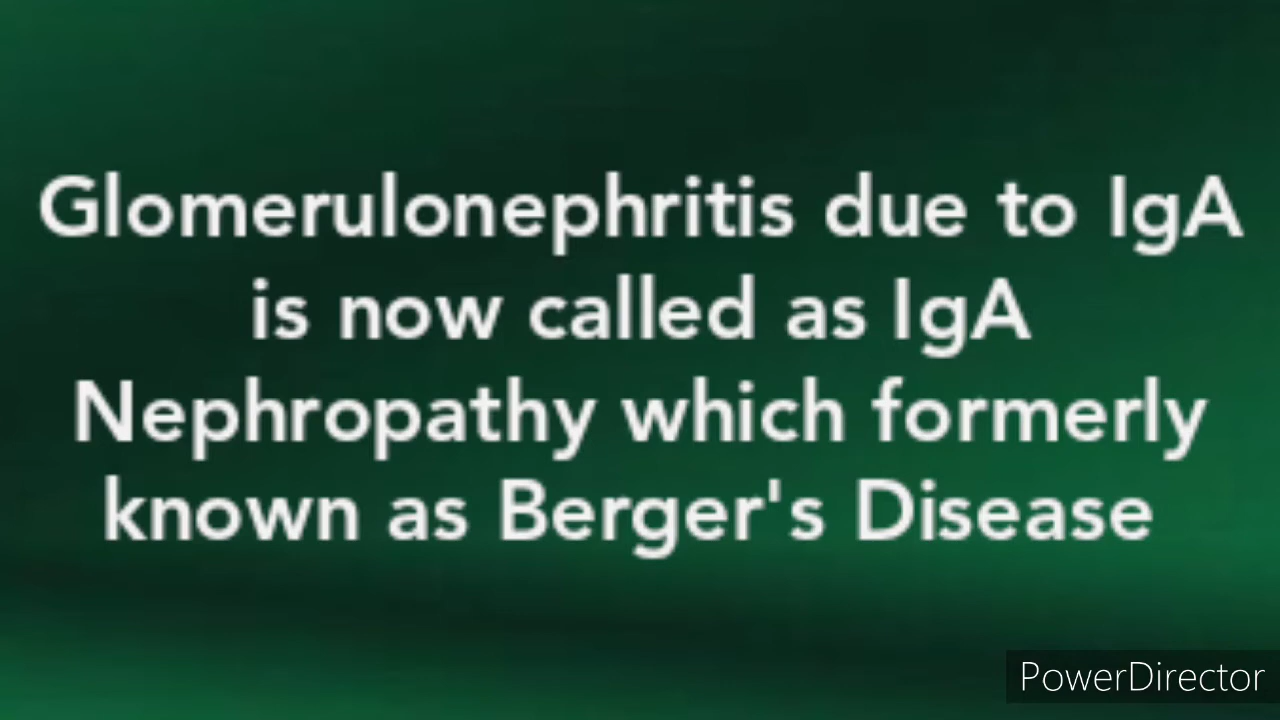 Glomerulonephritis due to IgA
is now called as IgA
Nephropathy which formerly
known as Berger's Disease
PowerDirector